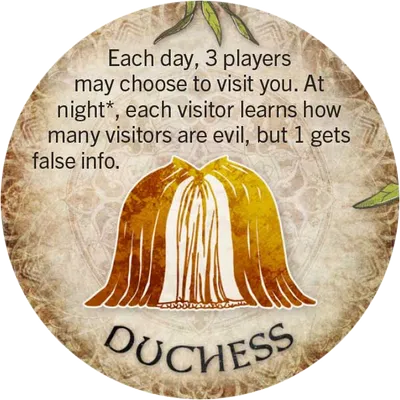 Each day, 3 players
may choose to visit you. At
night*, each visitor learns how
many visitors are evil, but 1 gets
false info.
DUCHESS